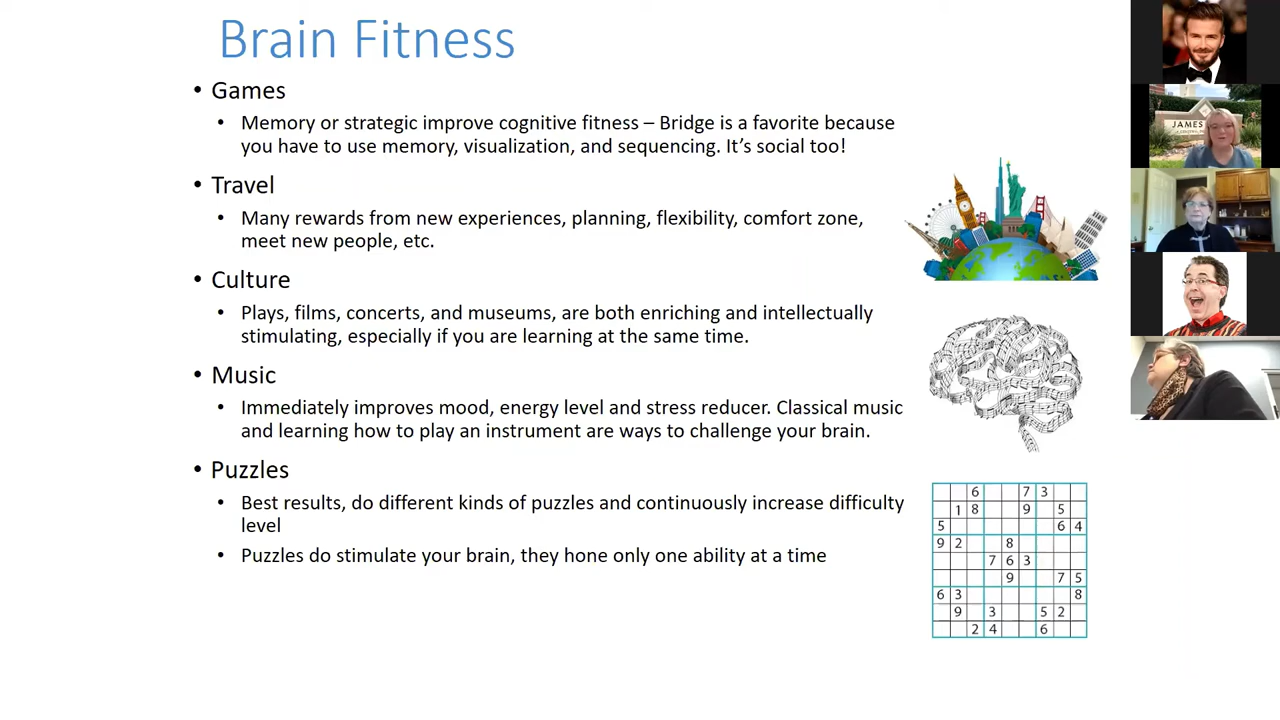 Brain Fitness
• Games
• Memory or strategic improve cognitive fitness – Bridge is a favorite because
you have to use memory, visualization, and sequencing. It’s social too!
• Travel
• Many rewards from new experiences, planning, flexibility, comfort zone,
meet new people, etc.
• Culture
• Plays, films, concerts, and museums, are both enriching and intellectually
stimulating, especially if you are learning at the same time.
• Music
• Immediately improves mood, energy level and stress reducer. Classical music
and learning how to play an instrument are ways to challenge your brain.
• Puzzles
• Best results, do different kinds of puzzles and continuously increase difficulty
level
• Puzzles do stimulate your brain, they hone only one ability at a time
JAMES
6 7 3
1 8 9 5
5 6 4
9 2 8
7 6 3
9 7 5
6 3 8
9 3 5 2
2 4 6